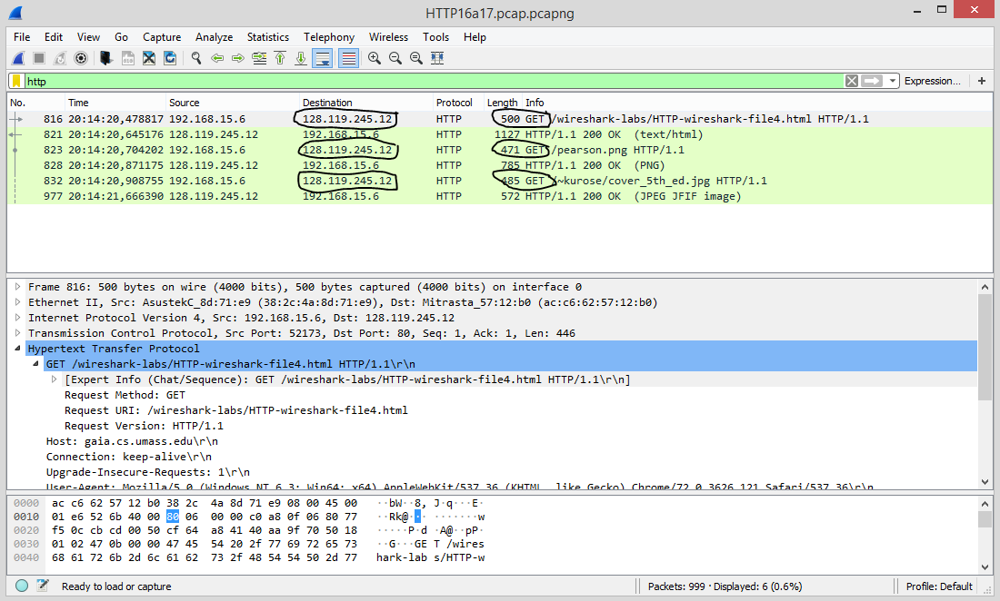 HTTP16a17.pcap.pcapng
File Edit View Go Capture Analyze Statistics Telephony Wireless Tools Help
http Expression... +
No. Time Source Destination Protocol Length Info
816 20:14:20,478817 192.168.15.6 128.119.245.12 HTTP 500 GET /wireshark-labs/HTTP-wireshark-file4.html HTTP/1.1
821 20:14:20,645176 128.119.245.12 192.168.15.6 HTTP 1127 HTTP/1.1 200 OK (text/html)
823 20:14:20,704202 192.168.15.6 128.119.245.12 HTTP 471 GET /pearson.png HTTP/1.1
828 20:14:20,871175 128.119.245.12 192.168.15.6 HTTP 785 HTTP/1.1 200 OK (PNG)
832 20:14:20,908755 192.168.15.6 128.119.245.12 HTTP 485 GET /~kurose/cover_5th_ed.jpg HTTP/1.1
977 20:14:21,666390 128.119.245.12 192.168.15.6 HTTP 572 HTTP/1.1 200 OK (JPEG JFIF image)
Frame 816: 500 bytes on wire (4000 bits), 500 bytes captured (4000 bits) on interface 0
Ethernet II, Src: AsustekC_8d:71:e9 (38:2c:4a:8d:71:e9), Dst: Mitrasta_57:12:b0 (ac:c6:62:57:12:b0)
Internet Protocol Version 4, Src: 192.168.15.6, Dst: 128.119.245.12
Transmission Control Protocol, Src Port: 52173, Dst Port: 80, Seq: 1, Ack: 1, Len: 446
Hypertext Transfer Protocol
GET /wireshark-labs/HTTP-wireshark-file4.html HTTP/1.1\r\n
[Expert Info (Chat/Sequence): GET /wireshark-labs/HTTP-wireshark-file4.html HTTP/1.1\r\n]
Request Method: GET
Request URI: /wireshark-labs/HTTP-wireshark-file4.html
Request Version: HTTP/1.1
Host: gaia.cs.umass.edu\r\n
Connection: keep-alive\r\n
Upgrade-Insecure-Requests: 1\r\n
User-Agent: Mozilla/5.0 (Windows NT 6.3; Win64; x64) AppleWebKit/537.36 (KHTML, like Gecko) Chrome/72.0.3626.121 Safari/537.36\r\n
0000 ac c6 62 57 12 b0 38 2c 4a 8d 71 e9 08 00 45 00 ··bW··8, J·q···E·
0010 01 e6 52 6b 40 00 80 06 00 00 c0 a8 0f 06 80 77 ··Rk@··· ·······w
0020 f5 0c cb cd 00 50 cf 64 a8 41 40 aa 9f 70 50 18 ·····P·d ·A@··pP·
0030 01 02 47 0b 00 00 47 45 54 20 2f 77 69 72 65 73 ··G···GE T /wires
0040 68 61 72 6b 2d 6c 61 62 73 2f 48 54 54 50 2d 77 hark-lab s/HTTP-w
Ready to load or capture Packets: 999 · Displayed: 6 (0.6%) Profile: Default